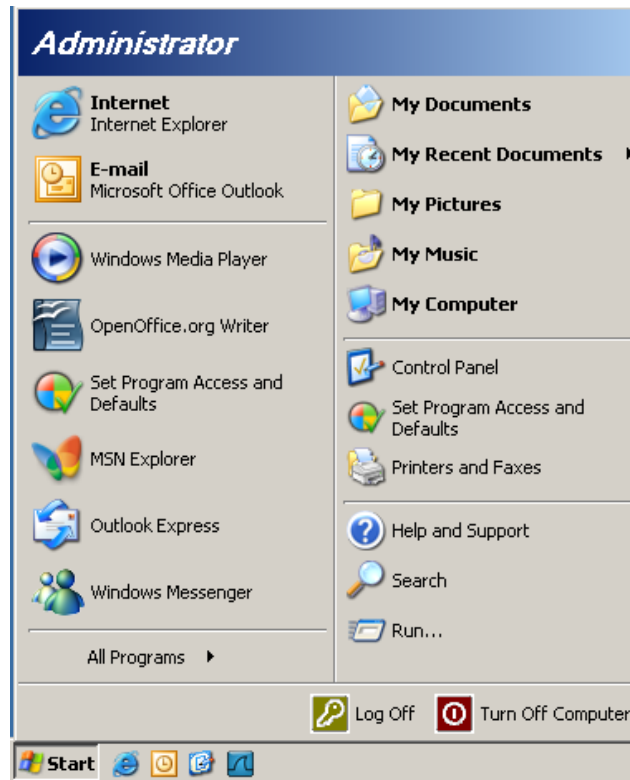 Administrator
Internet
Internet Explorer
E-mail
Microsoft Office Outlook
Windows Media Player
OpenOffice.org Writer
Set Program Access and
Defaults
MSN Explorer
Outlook Express
Windows Messenger
All Programs
My Documents
My Recent Documents
My Pictures
My Music
My Computer
Control Panel
Set Program Access and
Defaults
Printers and Faxes
Help and Support
Search
Run...
Log Off
Turn Off Computer
Start